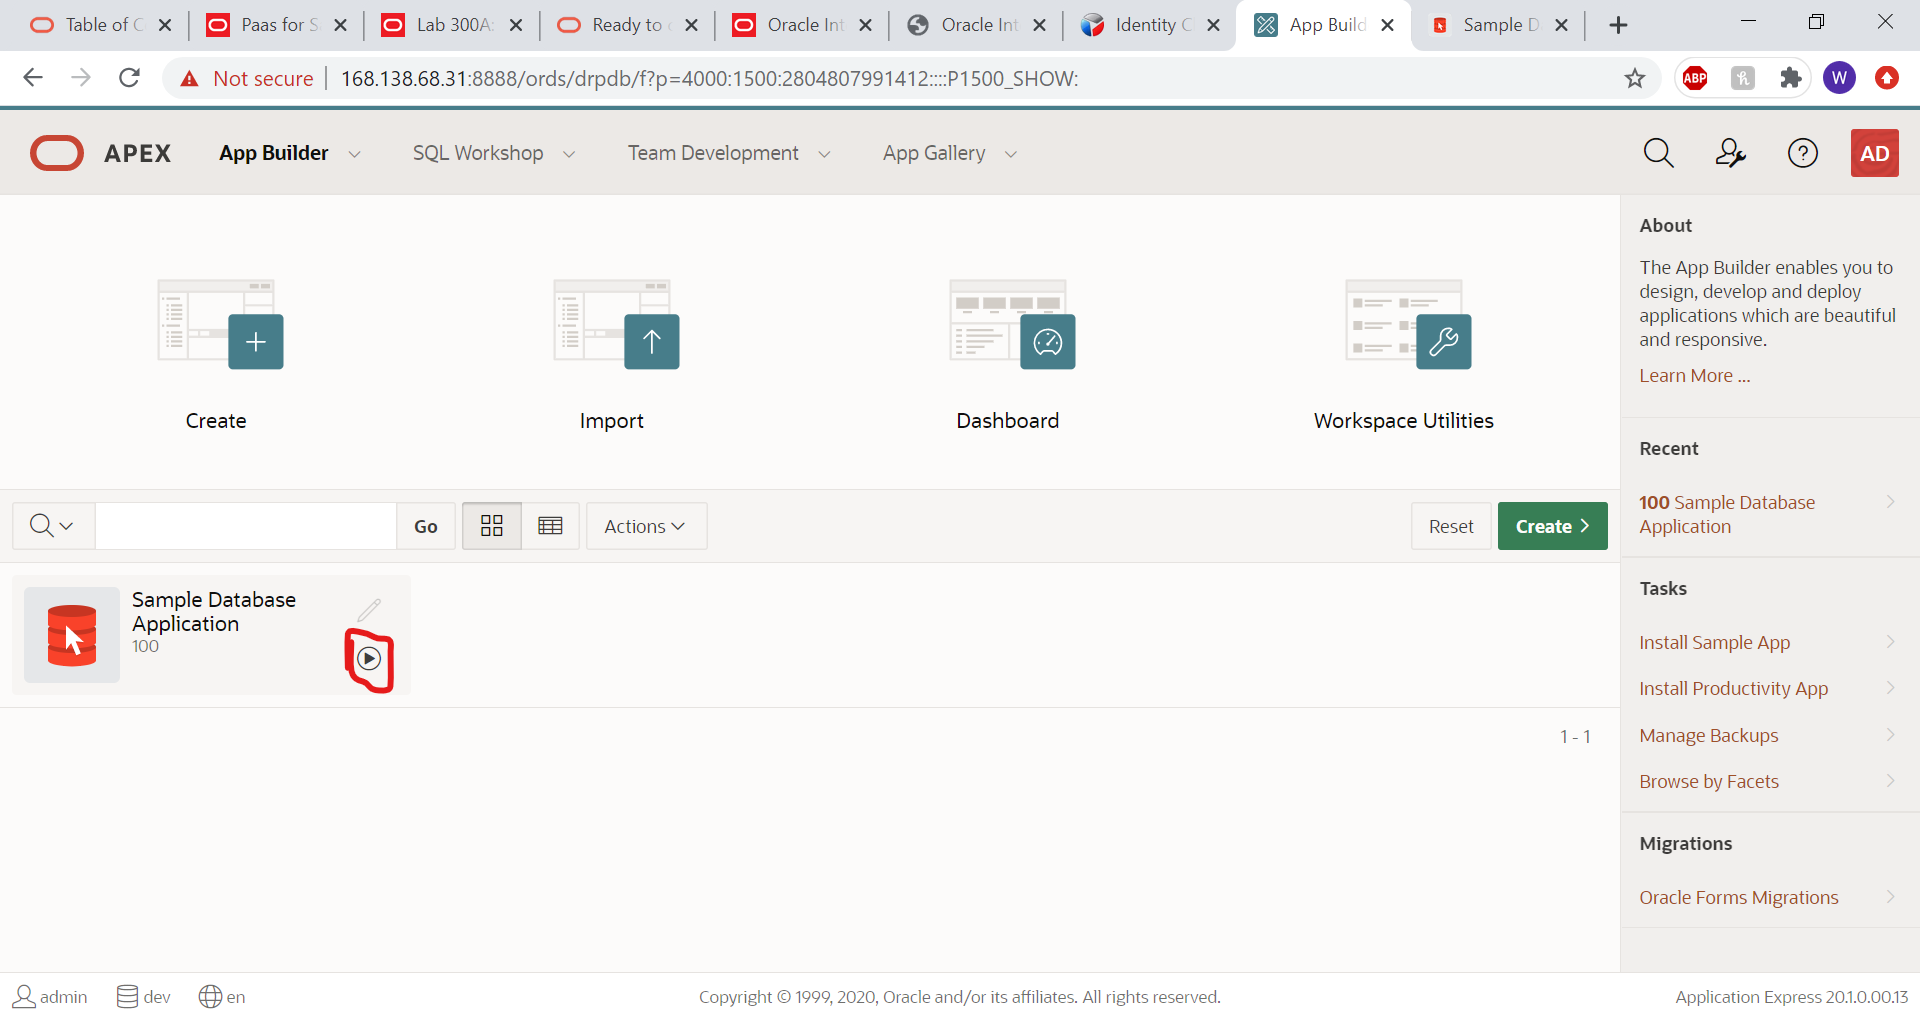 Table of C
Paas for S
Lab 300A:
Ready to
Oracle Int
Oracle Int
Identity C
App Build
Sample D
Not secure
168.138.68.31:8888/ords/drpdb/f?p=4000:1500:2804807991412::::P1500_SHOW:
ABP
W
APEX
App Builder
SQL Workshop
Team Development
App Gallery
AD
Create
Import
Dashboard
Workspace Utilities
Go
Actions
Reset
Create
Sample Database
Application
100
1 - 1
About
The App Builder enables you to
design, develop and deploy
applications which are beautiful
and responsive.
Learn More ...
Recent
100 Sample Database
Application
Tasks
Install Sample App
Install Productivity App
Manage Backups
Browse by Facets
Migrations
Oracle Forms Migrations
admin
dev
en
Copyright © 1999, 2020, Oracle and/or its affiliates. All rights reserved.
Application Express 20.1.0.00.13